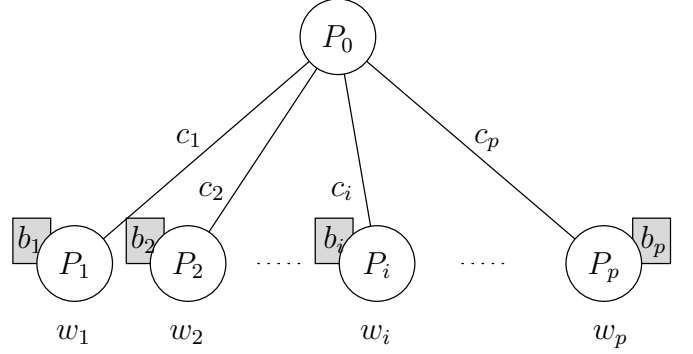 P₀
c₁ c₂ cᵢ cₚ
b₁ P₁ b₂ P₂ ..... bᵢ Pᵢ ..... Pₚ bₚ
w₁ w₂ wᵢ wₚ